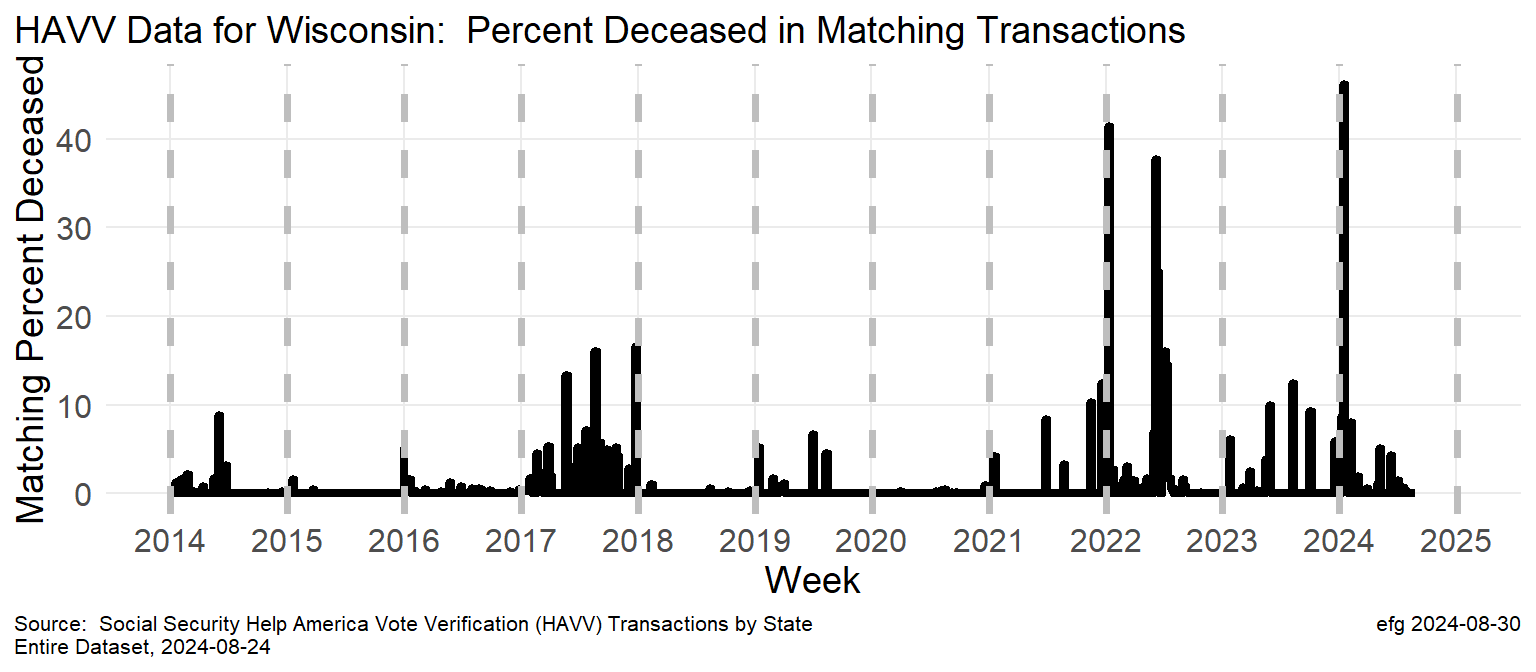 HAVV Data for Wisconsin:  Percent Deceased in Matching Transactions
Matching Percent Deceased
40
30
20
10
0
2014 2015 2016 2017 2018 2019 2020 2021 2022 2023 2024 2025
Week
Source:  Social Security Help America Vote Verification (HAVV) Transactions by State
efg 2024-08-30
Entire Dataset, 2024-08-24